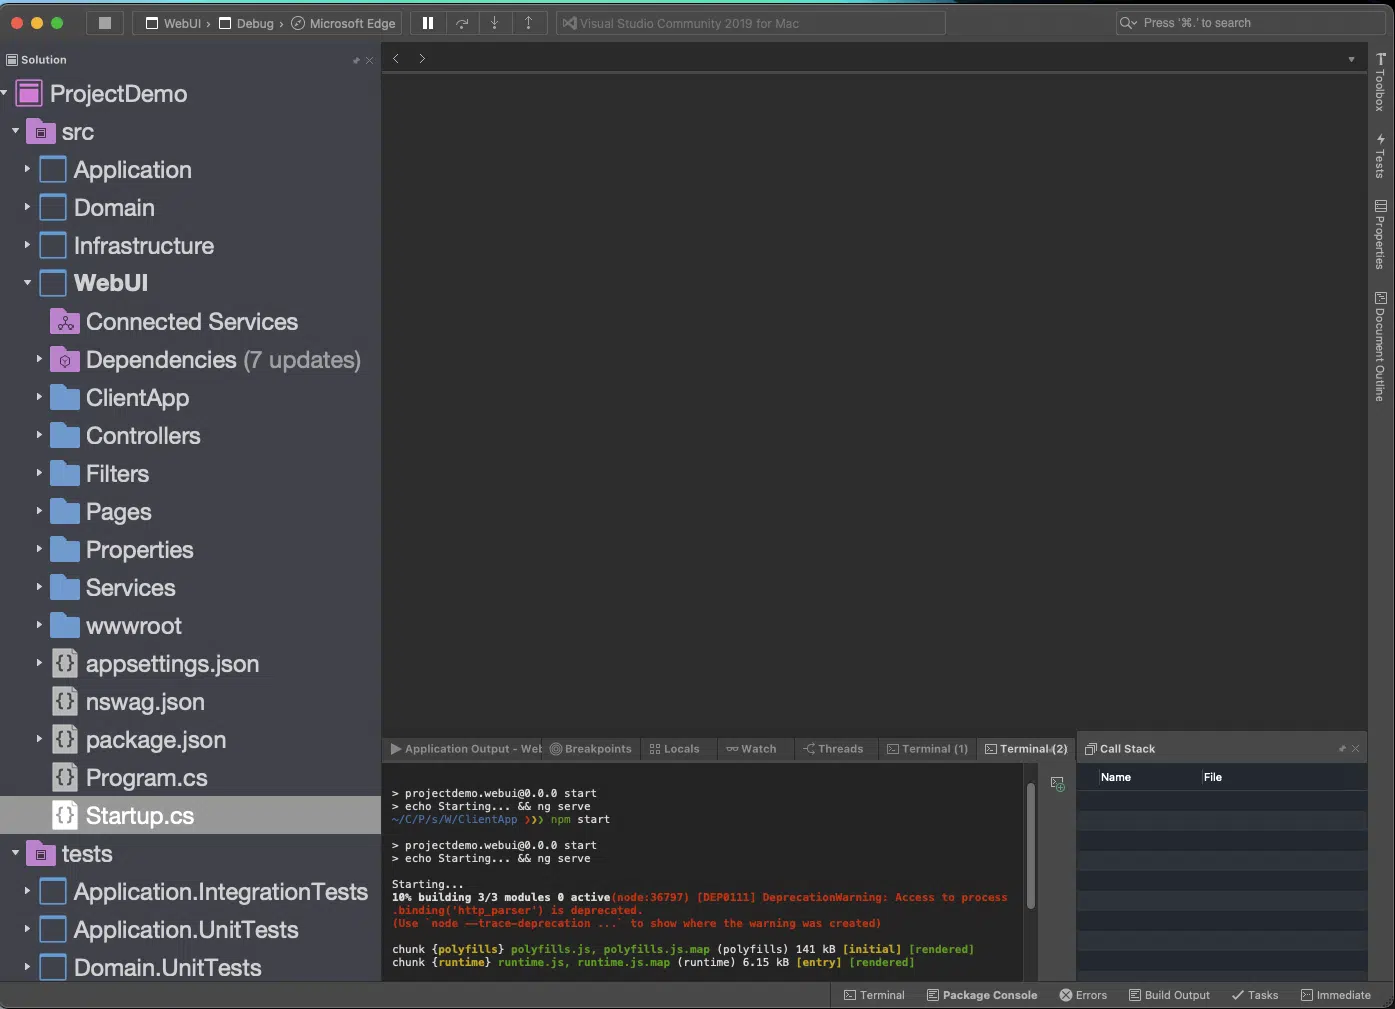 WebUI › Debug › Microsoft Edge
Visual Studio Community 2019 for Mac
Press '⌘.' to search
Solution
ProjectDemo
src
Application
Domain
Infrastructure
WebUI
Connected Services
Dependencies (7 updates)
ClientApp
Controllers
Filters
Pages
Properties
Services
wwwroot
appsettings.json
nswag.json
package.json
Program.cs
Startup.cs
tests
Application.IntegrationTests
Application.UnitTests
Domain.UnitTests
Toolbox
Tests
Properties
Document Outline
Application Output - Web
Breakpoints
Locals
Watch
Threads
Terminal (1)
Terminal (2)
> projectdemo.webui@0.0.0 start
> echo Starting... && ng serve
~/C/P/s/W/ClientApp ❯❯❯ npm start
> projectdemo.webui@0.0.0 start
> echo Starting... && ng serve
Starting...
10% building 3/3 modules 0 active(node:36797) [DEP0111] DeprecationWarning: Access to process
.binding('http_parser') is deprecated.
(Use `node --trace-deprecation ...` to show where the warning was created)
chunk {polyfills} polyfills.js, polyfills.js.map (polyfills) 141 kB [initial] [rendered]
chunk {runtime} runtime.js, runtime.js.map (runtime) 6.15 kB [entry] [rendered]
Call Stack
Name File
Terminal
Package Console
Errors
Build Output
Tasks
Immediate